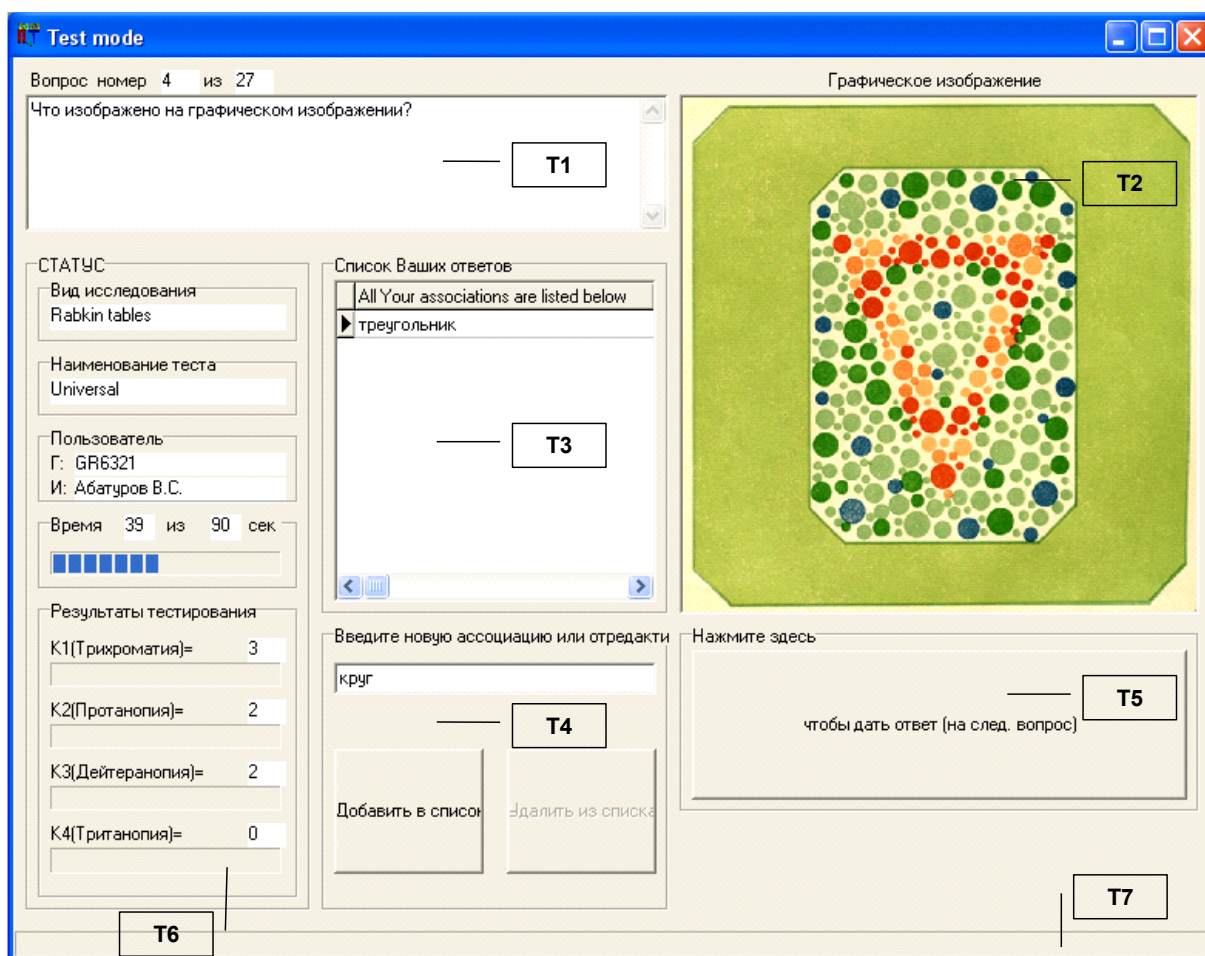 Test mode
Вопрос номер 4 из 27
Графическое изображение
Что изображено на графическом изображении?
T1
T2
СТАТУС
Вид исследования
Rabkin tables
Наименование теста
Universal
Пользователь
Г: GR6321
И: Абатуров В.С.
Время 39 из 90 сек
Результаты тестирования
К1(Трихроматия)= 3
К2(Протанопия)= 2
К3(Дейтеранопия)= 2
К4(Тританопия)= 0
T6
Список Ваших ответов
All Your associations are listed below
треугольник
T3
Введите новую ассоциацию или отредакти
круг
T4
Добавить в список
Удалить из списка
Нажмите здесь
чтобы дать ответ (на след. вопрос)
T5
T7